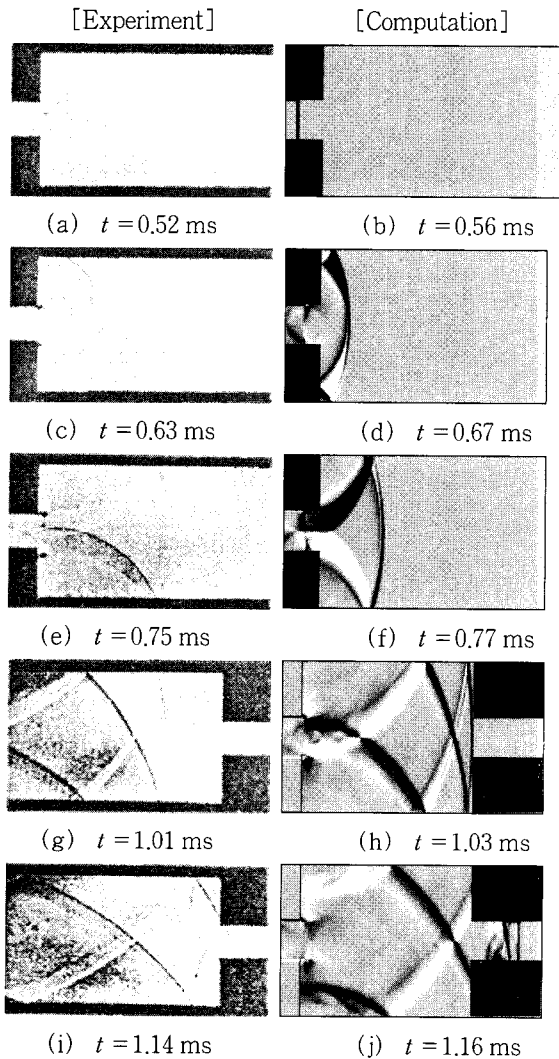 [Experiment] [Computation]
(a) t = 0.52 ms (b) t = 0.56 ms
(c) t = 0.63 ms (d) t = 0.67 ms
(e) t = 0.75 ms (f) t = 0.77 ms
(g) t = 1.01 ms (h) t = 1.03 ms
(i) t = 1.14 ms (j) t = 1.16 ms